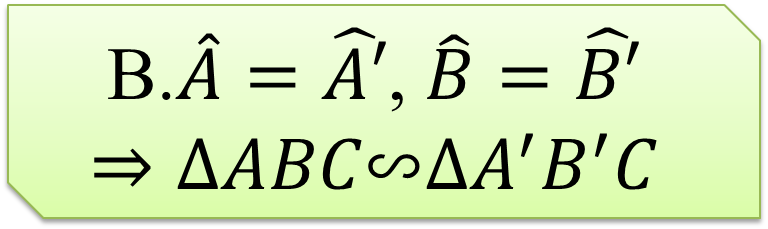 B. Â = Â′, B̂ = B̂′
⇒ ΔABC∽ΔA′B′C